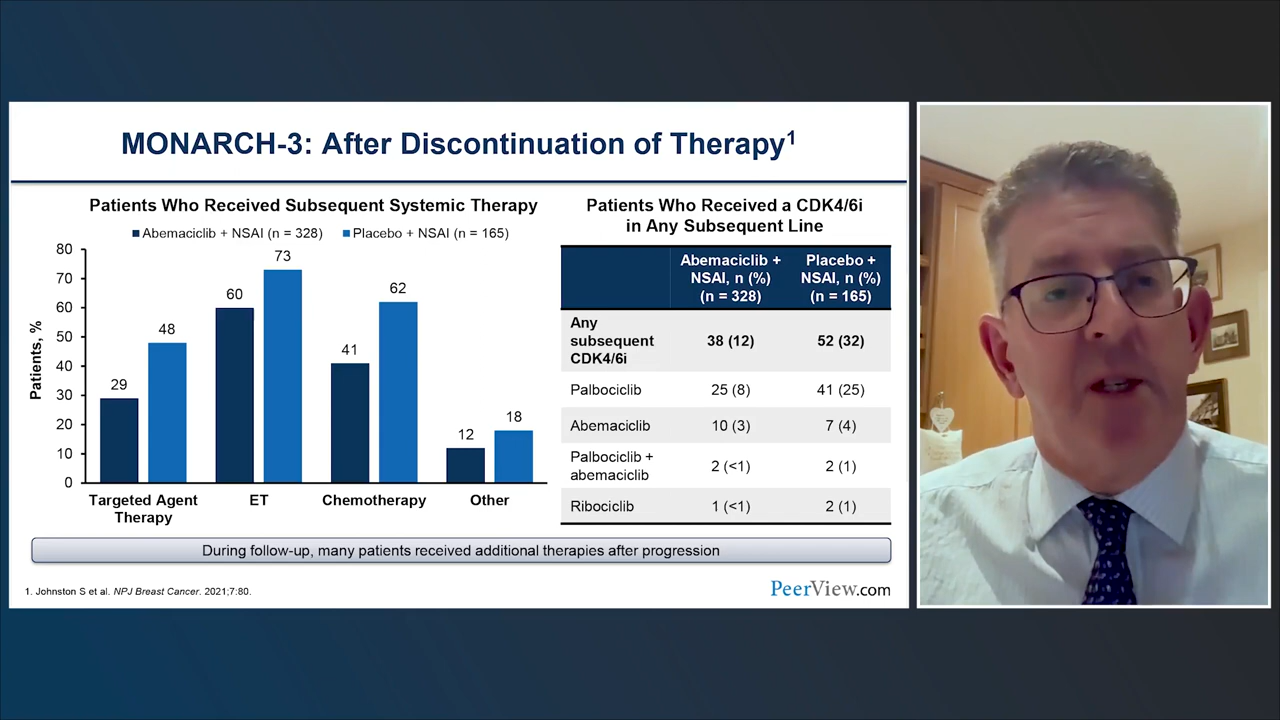 MONARCH-3: After Discontinuation of Therapy1
Patients Who Received Subsequent Systemic Therapy
Abemaciclib + NSAI (n = 328)
Placebo + NSAI (n = 165)
Patients, %
80
70
60
50
40
30
20
10
0
29
48
60
73
41
62
12
18
Targeted Agent
Therapy
ET
Chemotherapy
Other
Patients Who Received a CDK4/6i
in Any Subsequent Line
Abemaciclib +
NSAI, n (%)
(n = 328)
Placebo +
NSAI, n (%)
(n = 165)
Any
subsequent
CDK4/6i
38 (12)
52 (32)
Palbociclib
25 (8)
41 (25)
Abemaciclib
10 (3)
7 (4)
Palbociclib +
abemaciclib
2 (<1)
2 (1)
Ribociclib
1 (<1)
2 (1)
During follow-up, many patients received additional therapies after progression
1. Johnston S et al. NPJ Breast Cancer. 2021;7:80.
PeerView.com